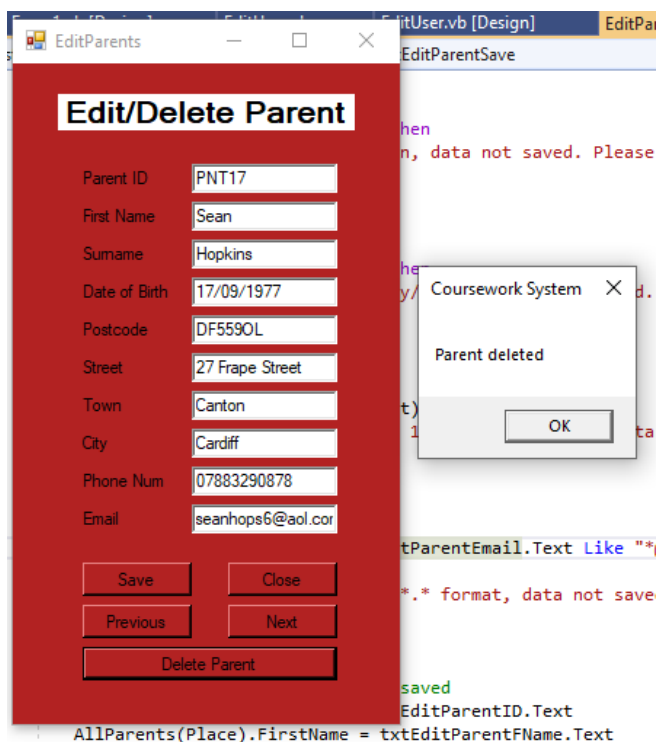 EditUser.vb [Design]
EditPar
EditParents
EditParentSave
Edit/Delete Parent
hen
n, data not saved. Please
Parent ID PNT17
First Name Sean
Surname Hopkins
Date of Birth 17/09/1977
Postcode DF559OL
Street 27 Frape Street
Town Canton
City Cardiff
Phone Num 07883290878
Email seanhops6@aol.cor
hen
y/
d.
Coursework System
Parent deleted
OK
t)
1
ta
Save Close
Previous Next
Delete Parent
tParentEmail.Text Like "*
*.* format, data not save
saved
EditParentID.Text
AllParents(Place).FirstName = txtEditParentFName.Text